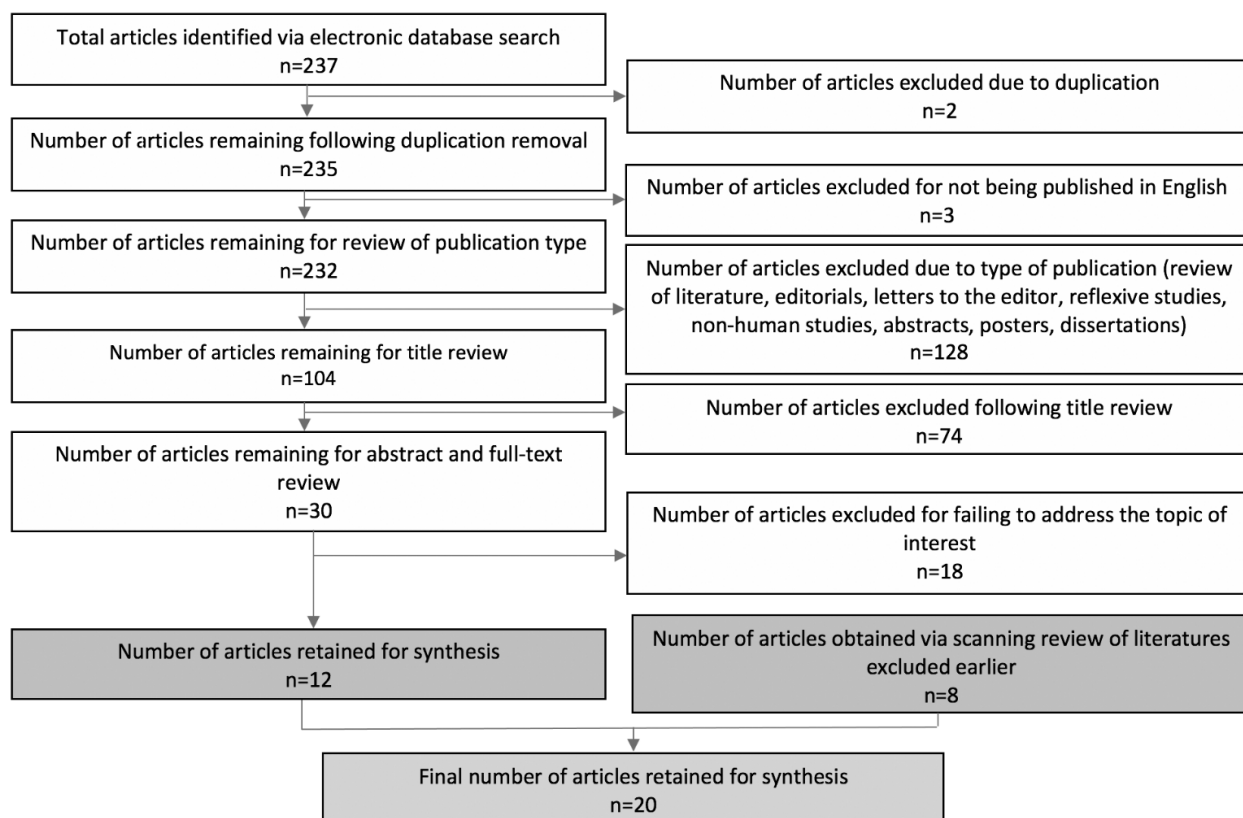 Total articles identified via electronic database search
n=237
Number of articles excluded due to duplication
n=2
Number of articles remaining following duplication removal
n=235
Number of articles excluded for not being published in English
n=3
Number of articles remaining for review of publication type
n=232
Number of articles excluded due to type of publication (review
of literature, editorials, letters to the editor, reflexive studies,
non-human studies, abstracts, posters, dissertations)
n=128
Number of articles remaining for title review
n=104
Number of articles excluded following title review
n=74
Number of articles remaining for abstract and full-text
review
n=30
Number of articles excluded for failing to address the topic of
interest
n=18
Number of articles retained for synthesis
n=12
Number of articles obtained via scanning review of literatures
excluded earlier
n=8
Final number of articles retained for synthesis
n=20